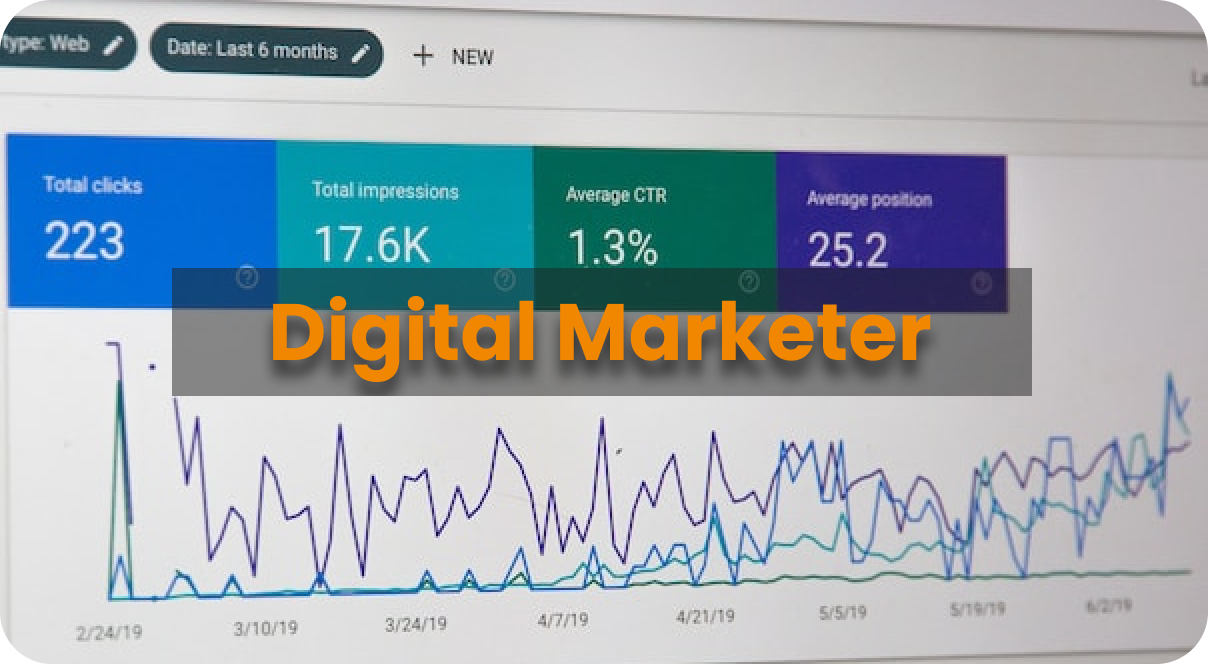 type: Web
Date: Last 6 months
+ NEW
Total clicks
Total impressions
Average CTR
Average position
223
17.6K
1.3%
25.2
Digital Marketer
2/24/19
3/10/19
3/24/19
4/7/19
4/21/19
5/5/19
5/19/19
6/2/19